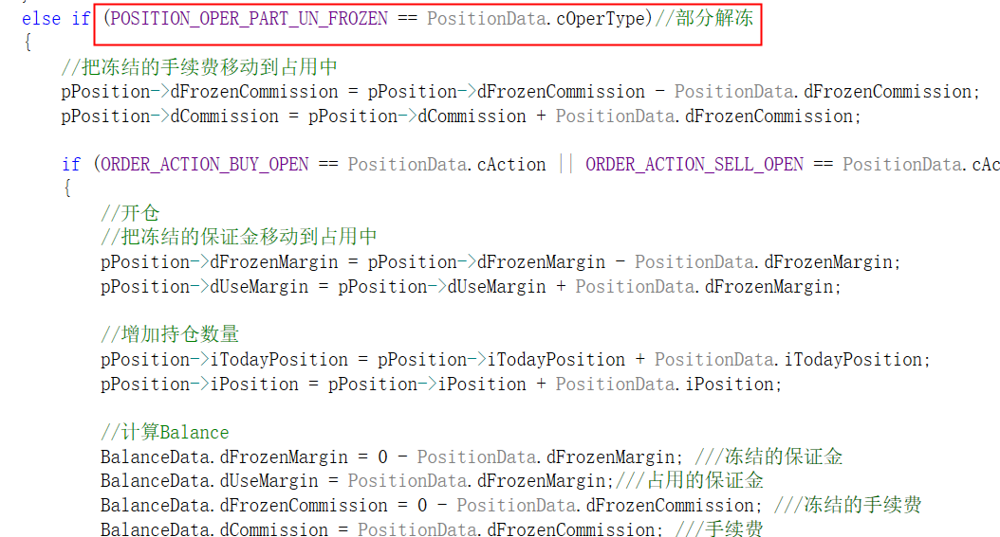 else if (POSITION_OPER_PART_UN_FROZEN == PositionData.cOperType)//部分解冻
{
//把冻结的手续费移动到占用中
pPosition->dFrozenCommission = pPosition->dFrozenCommission - PositionData.dFrozenCommission;
pPosition->dCommission = pPosition->dCommission + PositionData.dFrozenCommission;
if (ORDER_ACTION_BUY_OPEN == PositionData.cAction || ORDER_ACTION_SELL_OPEN == PositionData.cAc
{
//开仓
//把冻结的保证金移动到占用中
pPosition->dFrozenMargin = pPosition->dFrozenMargin - PositionData.dFrozenMargin;
pPosition->dUseMargin = pPosition->dUseMargin + PositionData.dFrozenMargin;
//增加持仓数量
pPosition->iTodayPosition = pPosition->iTodayPosition + PositionData.iTodayPosition;
pPosition->iPosition = pPosition->iPosition + PositionData.iPosition;
//计算Balance
BalanceData.dFrozenMargin = 0 - PositionData.dFrozenMargin; ///冻结的保证金
BalanceData.dUseMargin = PositionData.dFrozenMargin;///占用的保证金
BalanceData.dFrozenCommission = 0 - PositionData.dFrozenCommission; ///冻结的手续费
BalanceData.dCommission = PositionData.dFrozenCommission; ///手续费